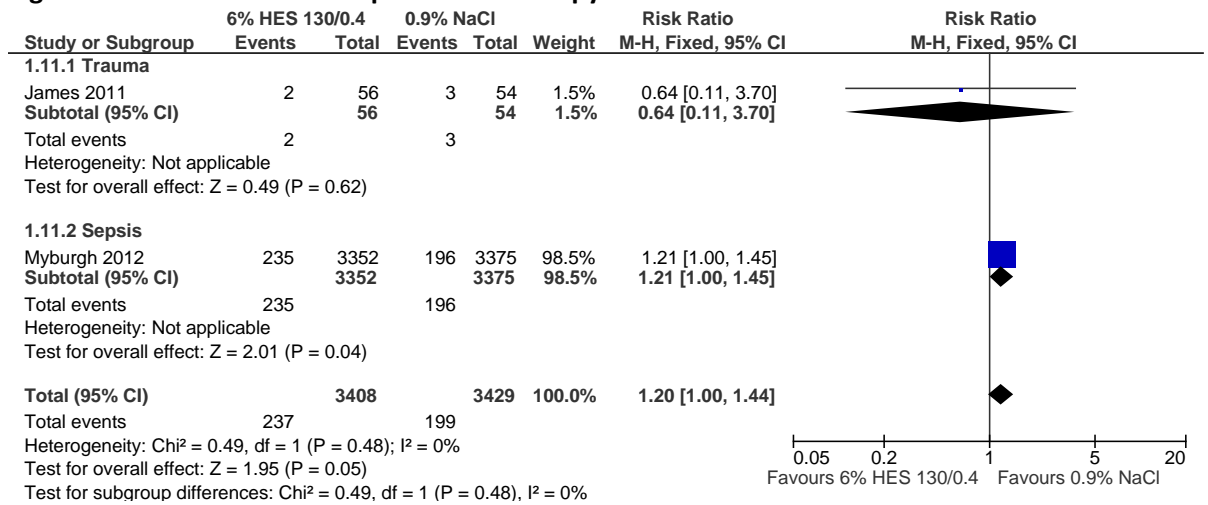 6% HES 130/0.4 0.9% NaCl Risk Ratio Risk Ratio
Study or Subgroup Events Total Events Total Weight M-H, Fixed, 95% CI M-H, Fixed, 95% CI
1.11.1 Trauma
James 2011 2 56 3 54 1.5% 0.64 [0.11, 3.70]
Subtotal (95% CI) 56 54 1.5% 0.64 [0.11, 3.70]
Total events 2 3
Heterogeneity: Not applicable
Test for overall effect: Z = 0.49 (P = 0.62)
1.11.2 Sepsis
Myburgh 2012 235 3352 196 3375 98.5% 1.21 [1.00, 1.45]
Subtotal (95% CI) 3352 3375 98.5% 1.21 [1.00, 1.45]
Total events 235 196
Heterogeneity: Not applicable
Test for overall effect: Z = 2.01 (P = 0.04)
Total (95% CI) 3408 3429 100.0% 1.20 [1.00, 1.44]
Total events 237 199
Heterogeneity: Chi² = 0.49, df = 1 (P = 0.48); I² = 0%
Test for overall effect: Z = 1.95 (P = 0.05)
Test for subgroup differences: Chi² = 0.49, df = 1 (P = 0.48), I² = 0%
0.05 0.2 1 5 20
Favours 6% HES 130/0.4 Favours 0.9% NaCl